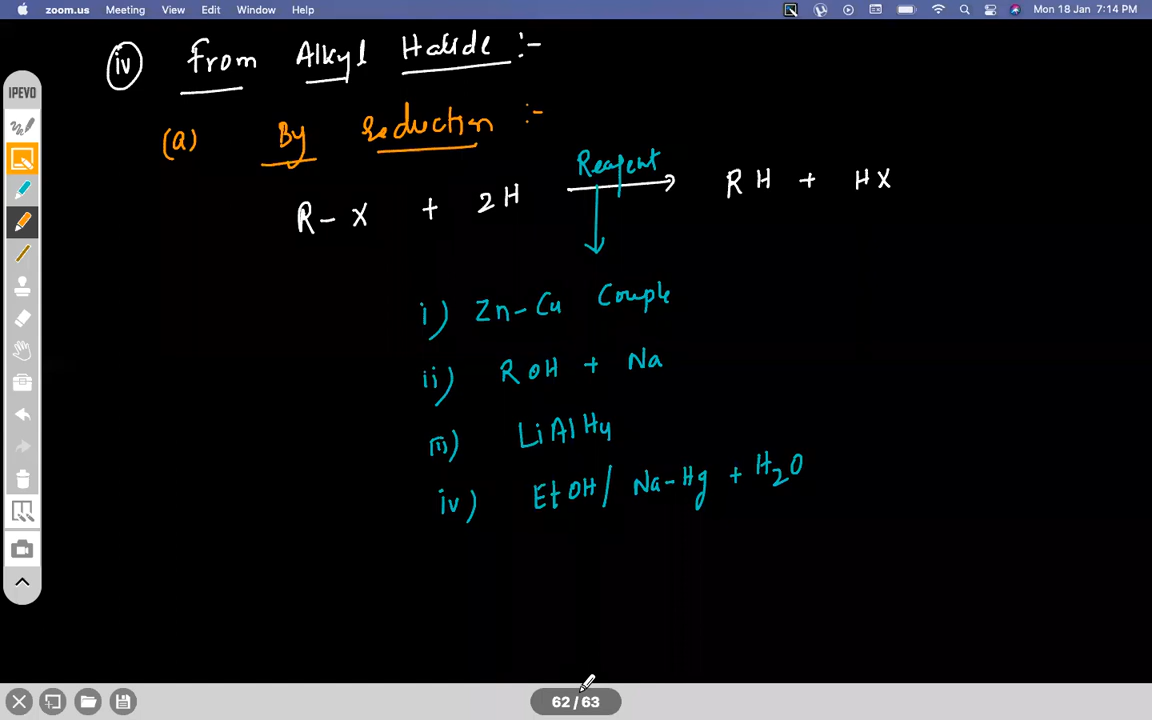 zoom.us Meeting View Edit Window Help Mon 18 Jan 7:14 PM
IPEVO
iv From Alkyl Halide :-
(a) By Reduction :-
R-X + 2H Reagent RH + HX
i) Zn-Cu Couple
ii) ROH + Na
iii) LiAlH4
iv) EtOH/ Na-Hg + H2O
62 / 63